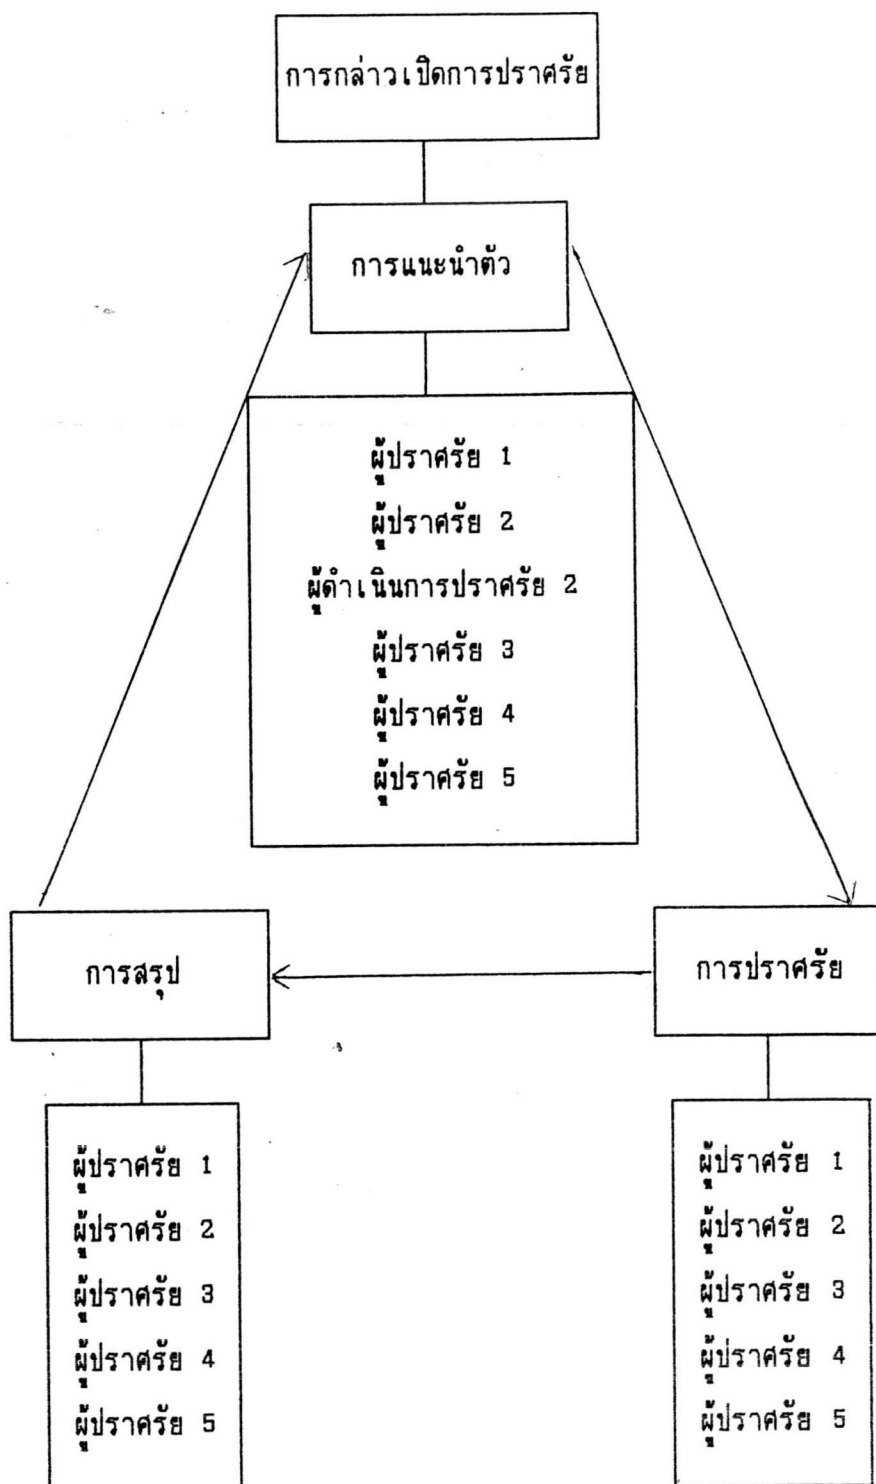 การกล่าวเปิดการปราศรัย
การแนะนำตัว
ผู้ปราศรัย 1
ผู้ปราศรัย 2
ผู้ดำเนินการปราศรัย 2
ผู้ปราศรัย 3
ผู้ปราศรัย 4
ผู้ปราศรัย 5
การสรุป
ผู้ปราศรัย 1
ผู้ปราศรัย 2
ผู้ปราศรัย 3
ผู้ปราศรัย 4
ผู้ปราศรัย 5
การปราศรัย
ผู้ปราศรัย 1
ผู้ปราศรัย 2
ผู้ปราศรัย 3
ผู้ปราศรัย 4
ผู้ปราศรัย 5